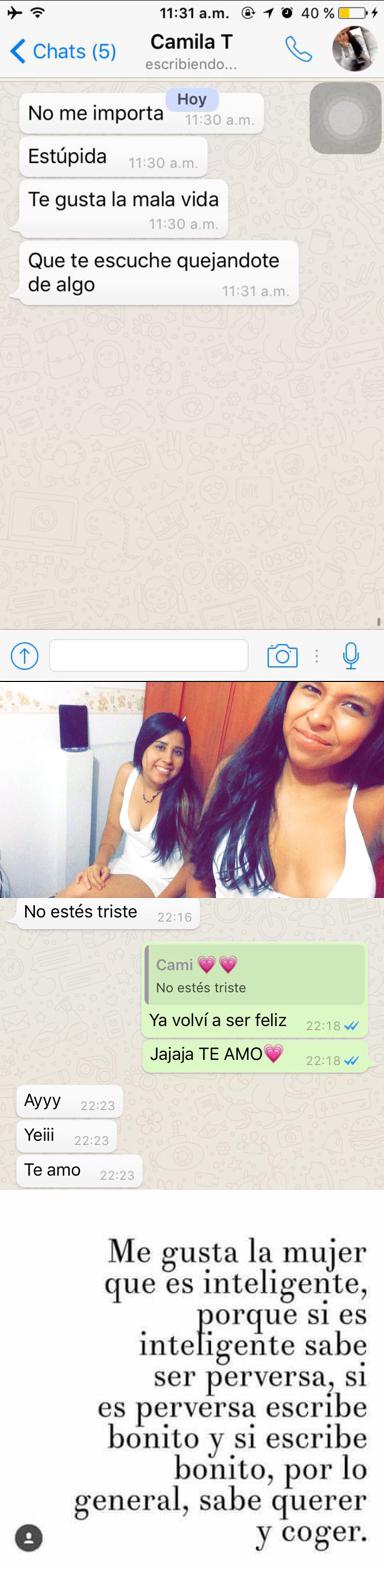 11:31 a.m. 40 %
Chats (5) Camila T
escribiendo...
Hoy
No me importa 11:30 a.m.
Estúpida 11:30 a.m.
Te gusta la mala vida
11:30 a.m.
Que te escuche quejandote
de algo 11:31 a.m.
No estés triste 22:16
Cami
No estés triste
Ya volví a ser feliz 22:18
Jajaja TE AMO 22:18
Ayyy 22:23
Yeiii 22:23
Te amo 22:23
Me gusta la mujer
que es inteligente,
porque si es
inteligente sabe
ser perversa, si
es perversa escribe
bonito y si escribe
bonito, por lo
general, sabe querer
y coger.